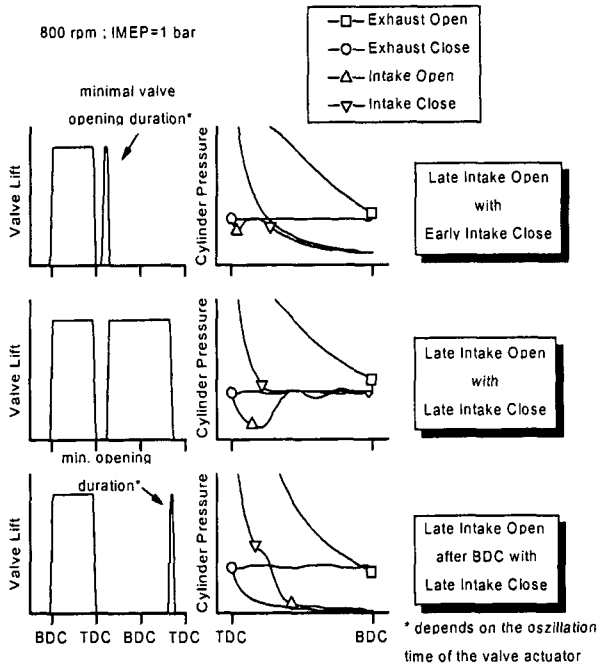 800 rpm ; IMEP=1 bar
Exhaust Open
Exhaust Close
Intake Open
Intake Close
minimal valve
opening duration*
Valve Lift
Cylinder Pressure
Late Intake Open
with
Early Intake Close
Valve Lift
Cylinder Pressure
Late Intake Open
with
Late Intake Close
min. opening
duration*
Valve Lift
Cylinder Pressure
Late Intake Open
after BDC with
Late Intake Close
BDC TDC BDC TDC
TDC BDC
* depends on the oszillation
time of the valve actuator